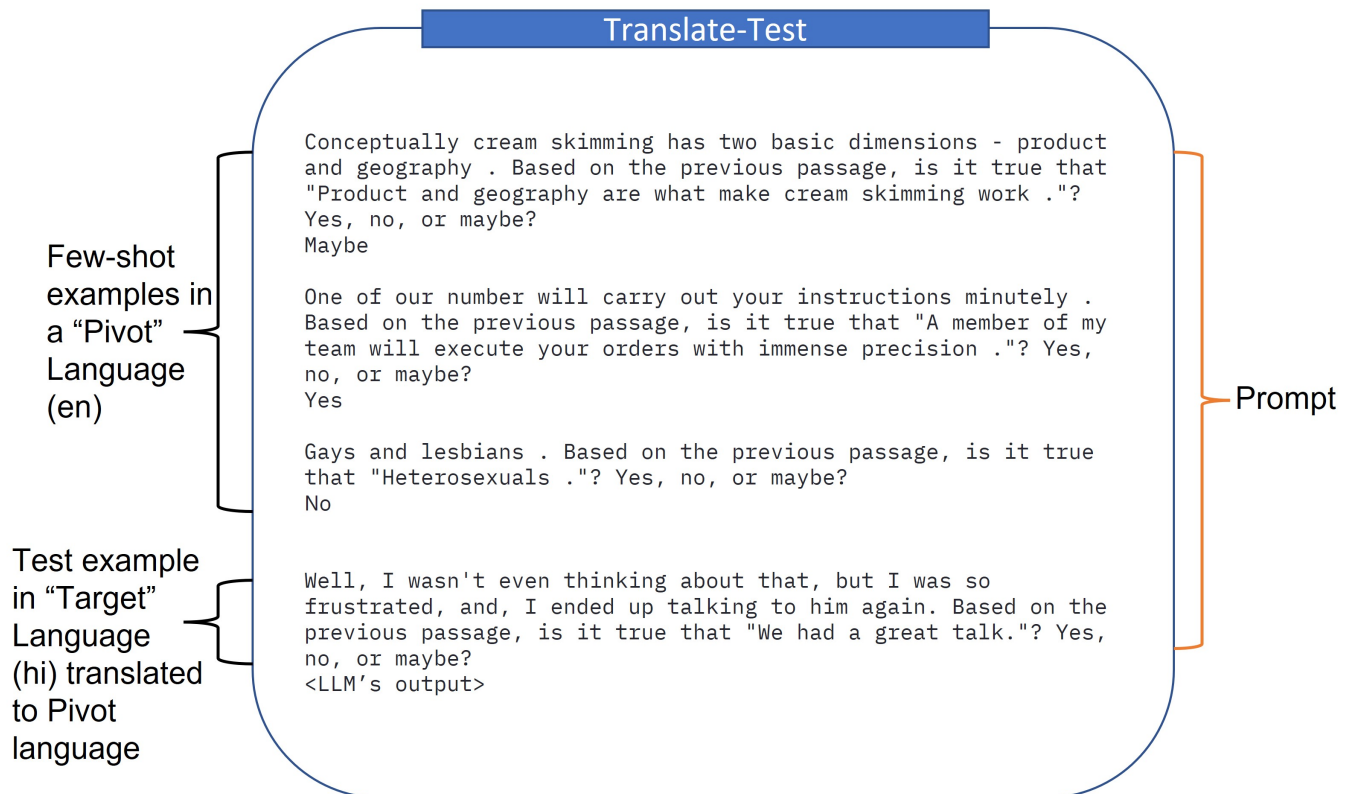 Translate-Test
Conceptually cream skimming has two basic dimensions - product
and geography . Based on the previous passage, is it true that
"Product and geography are what make cream skimming work ."?
Yes, no, or maybe?
Maybe
One of our number will carry out your instructions minutely .
Based on the previous passage, is it true that "A member of my
team will execute your orders with immense precision ."? Yes,
no, or maybe?
Yes
Gays and lesbians . Based on the previous passage, is it true
that "Heterosexuals ."? Yes, no, or maybe?
No
Well, I wasn't even thinking about that, but I was so
frustrated, and, I ended up talking to him again. Based on the
previous passage, is it true that "We had a great talk."? Yes,
no, or maybe?
<LLM’s output>
Few-shot
examples in
a “Pivot”
Language
(en)
Test example
in “Target”
Language
(hi) translated
to Pivot
language
Prompt